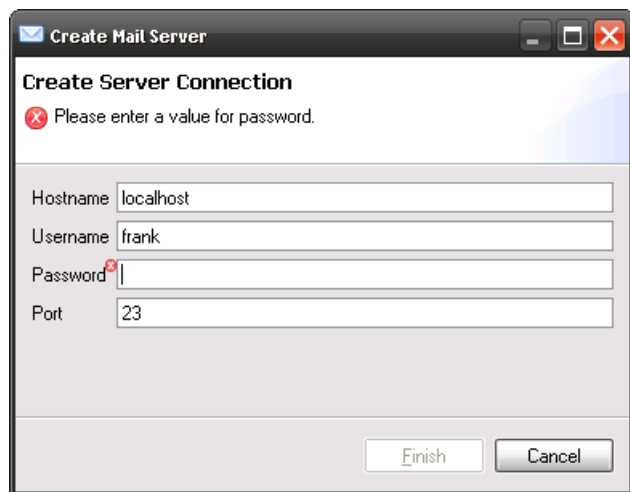 Create Mail Server
Create Server Connection
Please enter a value for password.
Hostname localhost
Username frank
Password
Port 23
Finish Cancel